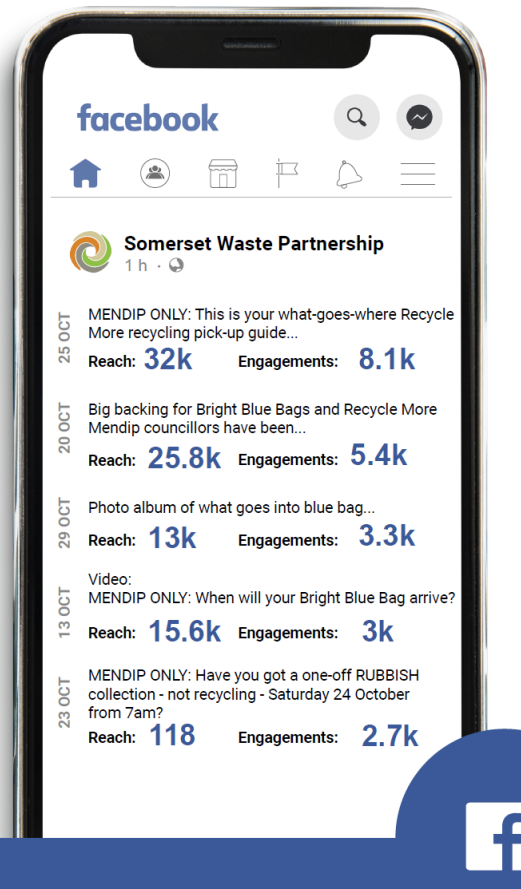 facebook
Somerset Waste Partnership
1 h ·
25 OCT
MENDIP ONLY: This is your what-goes-where Recycle
More recycling pick-up guide...
Reach: 32k Engagements: 8.1k
20 OCT
Big backing for Bright Blue Bags and Recycle More
Mendip councillors have been...
Reach: 25.8k Engagements: 5.4k
29 OCT
Photo album of what goes into blue bag...
Reach: 13k Engagements: 3.3k
13 OCT
Video:
MENDIP ONLY: When will your Bright Blue Bag arrive?
Reach: 15.6k Engagements: 3k
23 OCT
MENDIP ONLY: Have you got a one-off RUBBISH
collection - not recycling - Saturday 24 October
from 7am?
Reach: 118 Engagements: 2.7k
f